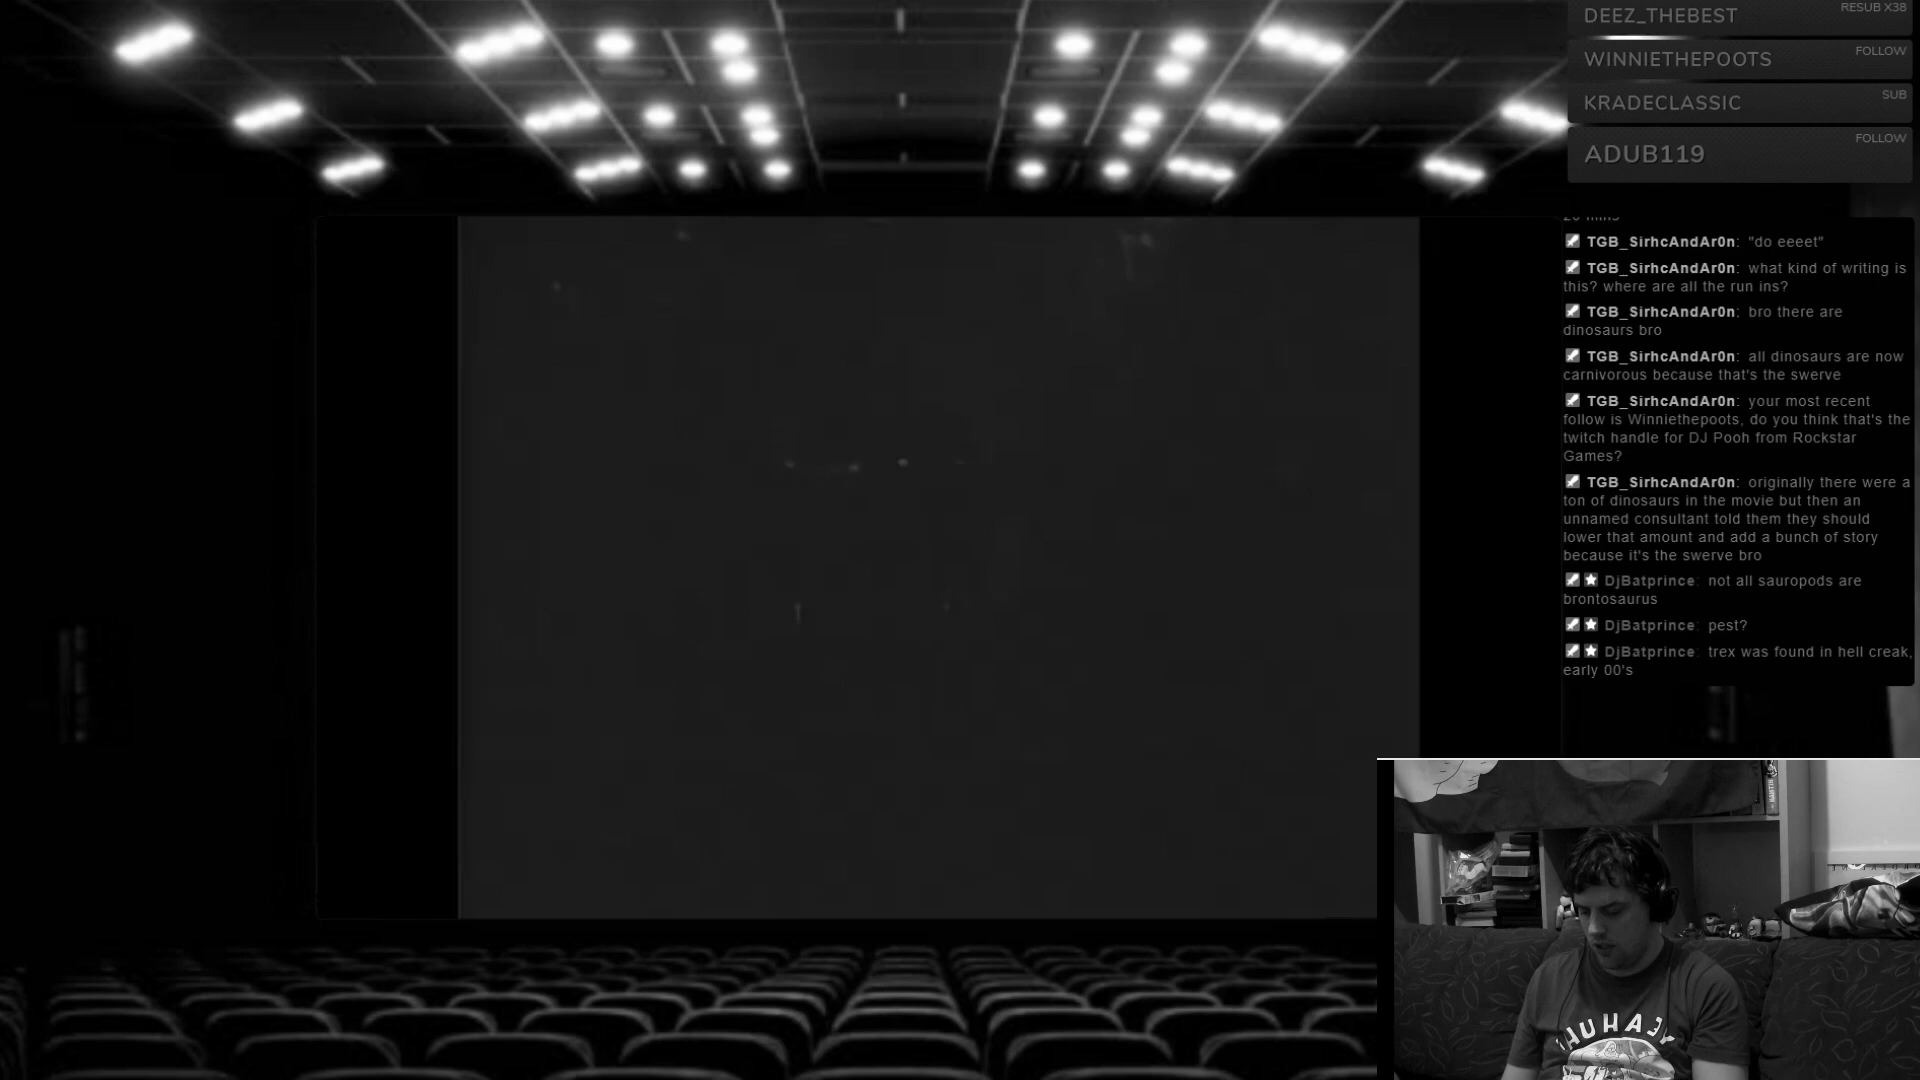 DEEZ_THEBEST RESUB X38
WINNIETHEPOOTS FOLLOW
KRADECLASSIC SUB
ADUB119 FOLLOW
TGB_SirhcAndAr0n: "do eeeet"
TGB_SirhcAndAr0n: what kind of writing is
this? where are all the run ins?
TGB_SirhcAndAr0n: bro there are
dinosaurs bro
TGB_SirhcAndAr0n: all dinosaurs are now
carnivorous because that's the swerve
TGB_SirhcAndAr0n: your most recent
follow is Winniethepoots, do you think that's the
twitch handle for DJ Pooh from Rockstar
Games?
TGB_SirhcAndAr0n: originally there were a
ton of dinosaurs in the movie but then an
unnamed consultant told them they should
lower that amount and add a bunch of story
because it's the swerve bro
DjBatprince: not all sauropods are
brontosaurus
DjBatprince: pest?
DjBatprince: trex was found in hell creak,
early 00's